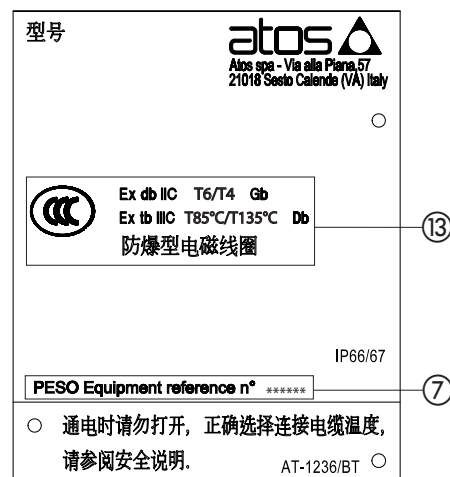 型号
atos
Atos spa - Via alla Piana,57
21018 Sesto Calende (VA) Italy
CCC
Ex db IIC T6/T4 Gb
Ex tb IIIC T85°C/T135°C Db
防爆型电磁线圈
⑬
IP66/67
PESO Equipment reference n° ******
⑦
通电时请勿打开, 正确选择连接电缆温度,
请参阅安全说明.
AT-1236/BT